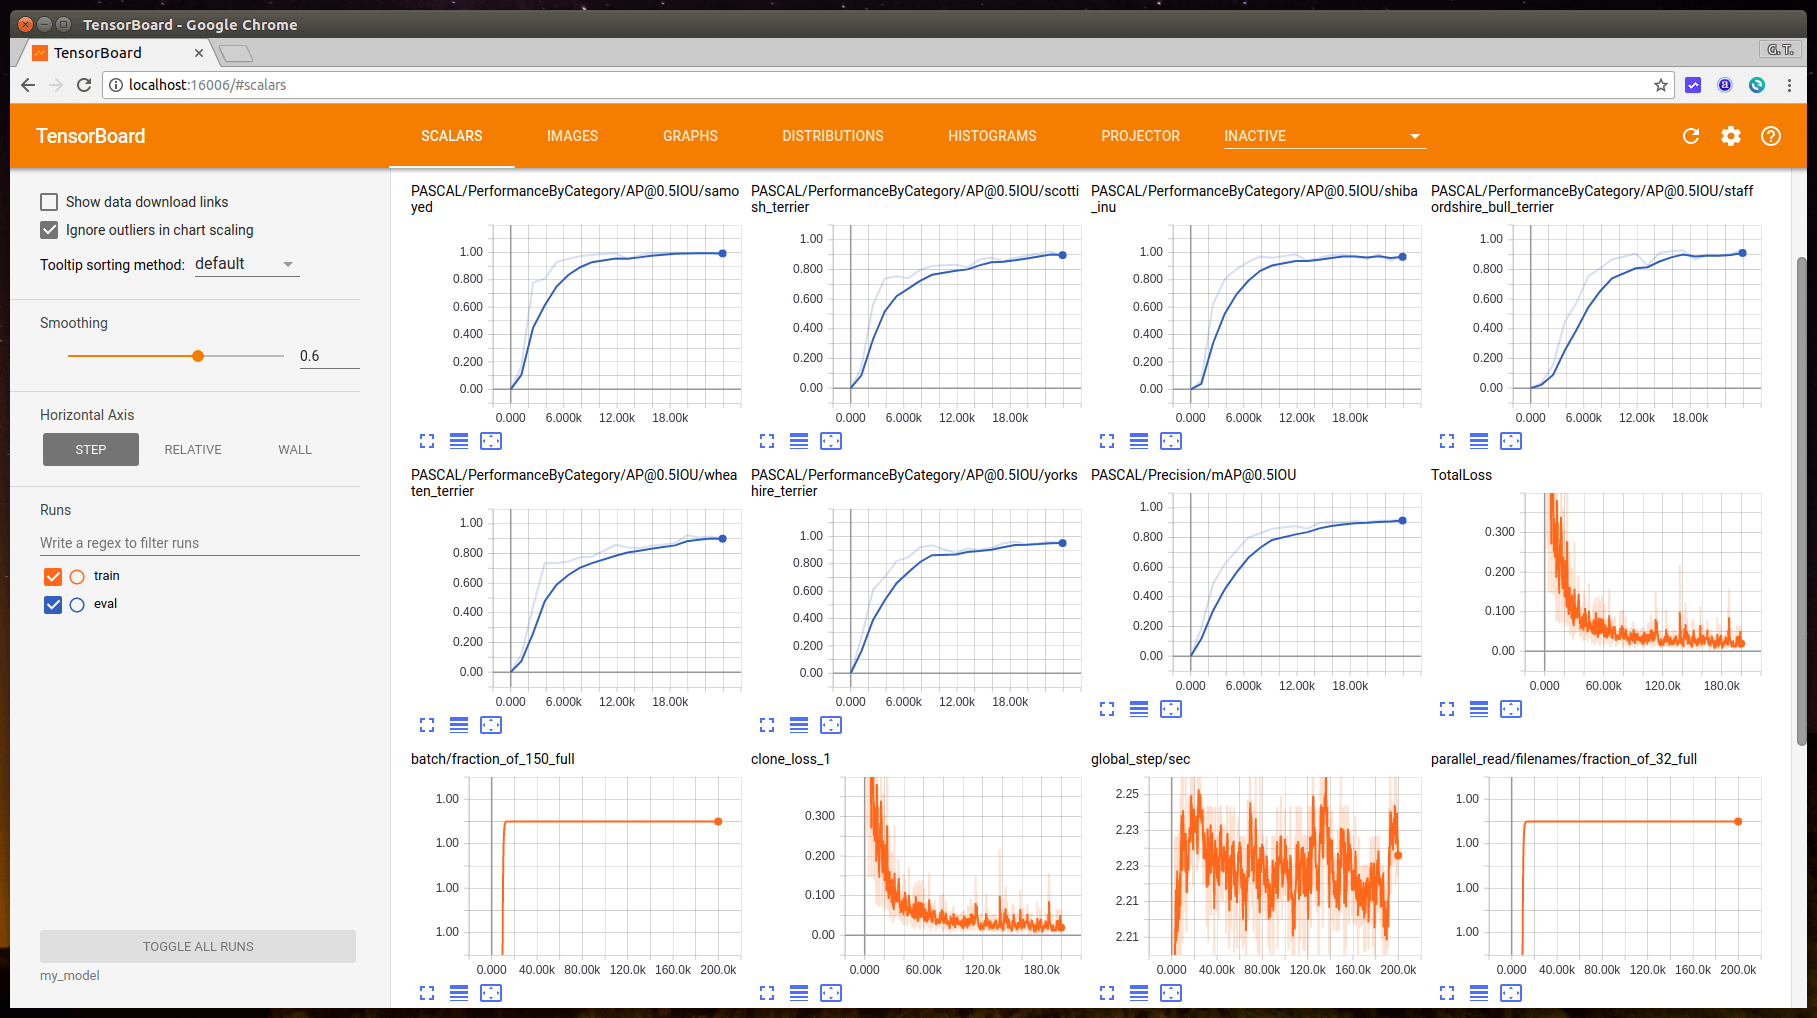 TensorBoard - Google Chrome
TensorBoard
G.T.
localhost:16006/#scalars
TensorBoard
SCALARS IMAGES GRAPHS DISTRIBUTIONS HISTOGRAMS PROJECTOR INACTIVE
Show data download links
Ignore outliers in chart scaling
Tooltip sorting method: default
Smoothing
0.6
Horizontal Axis
STEP RELATIVE WALL
Runs
Write a regex to filter runs
train
eval
TOGGLE ALL RUNS
my_model
PASCAL/PerformanceByCategory/AP@0.5IOU/samo
yed
1.00
0.800
0.600
0.400
0.200
0.00
0.000 6.000k 12.00k 18.00k
PASCAL/PerformanceByCategory/AP@0.5IOU/scotti
sh_terrier
1.00
0.800
0.600
0.400
0.200
0.00
0.000 6.000k 12.00k 18.00k
PASCAL/PerformanceByCategory/AP@0.5IOU/shiba
_inu
1.00
0.800
0.600
0.400
0.200
0.00
0.000 6.000k 12.00k 18.00k
PASCAL/PerformanceByCategory/AP@0.5IOU/staff
ordshire_bull_terrier
1.00
0.800
0.600
0.400
0.200
0.00
0.000 6.000k 12.00k 18.00k
PASCAL/PerformanceByCategory/AP@0.5IOU/whea
ten_terrier
1.00
0.800
0.600
0.400
0.200
0.00
0.000 6.000k 12.00k 18.00k
PASCAL/PerformanceByCategory/AP@0.5IOU/yorks
hire_terrier
1.00
0.800
0.600
0.400
0.200
0.00
0.000 6.000k 12.00k 18.00k
PASCAL/Precision/mAP@0.5IOU
1.00
0.800
0.600
0.400
0.200
0.00
0.000 6.000k 12.00k 18.00k
TotalLoss
0.300
0.200
0.100
0.00
0.000 60.00k 120.0k 180.0k
batch/fraction_of_150_full
1.00
1.00
1.00
1.00
0.000 40.00k 80.00k 120.0k 160.0k 200.0k
clone_loss_1
0.300
0.200
0.100
0.00
0.000 60.00k 120.0k 180.0k
global_step/sec
2.25
2.23
2.23
2.21
2.21
0.000 40.00k 80.00k 120.0k 160.0k 200.0k
parallel_read/filenames/fraction_of_32_full
1.00
1.00
1.00
1.00
0.000 40.00k 80.00k 120.0k 160.0k 200.0k